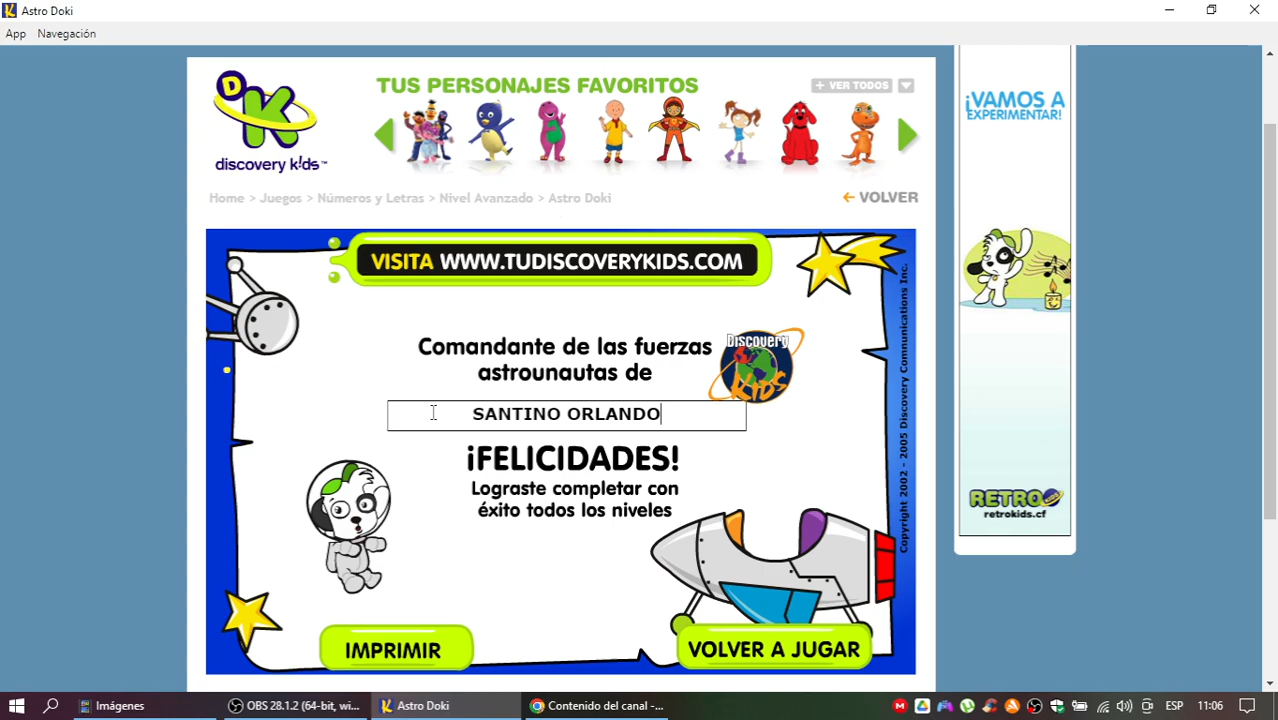 Astro Doki
App Navegación
TUS PERSONAJES FAVORITOS
+ VER TODOS
D
K
discovery k!ds™
Home > Juegos > Números y Letras > Nivel Avanzado > Astro Doki
VOLVER
¡VAMOS A
EXPERIMENTAR!
VISITA WWW.TUDISCOVERYKIDS.COM
Comandante de las fuerzas
astrounautas de
Discovery
KIDS
SANTINO ORLANDO
¡FELICIDADES!
Lograste completar con
éxito todos los niveles
Copyright 2002 - 2005 Discovery Communications Inc.
IMPRIMIR
VOLVER A JUGAR
RETRO
retrokids.cf
Imágenes
OBS 28.1.2 (64-bit, wi...
Astro Doki
Contenido del canal -...
ESP
11:06